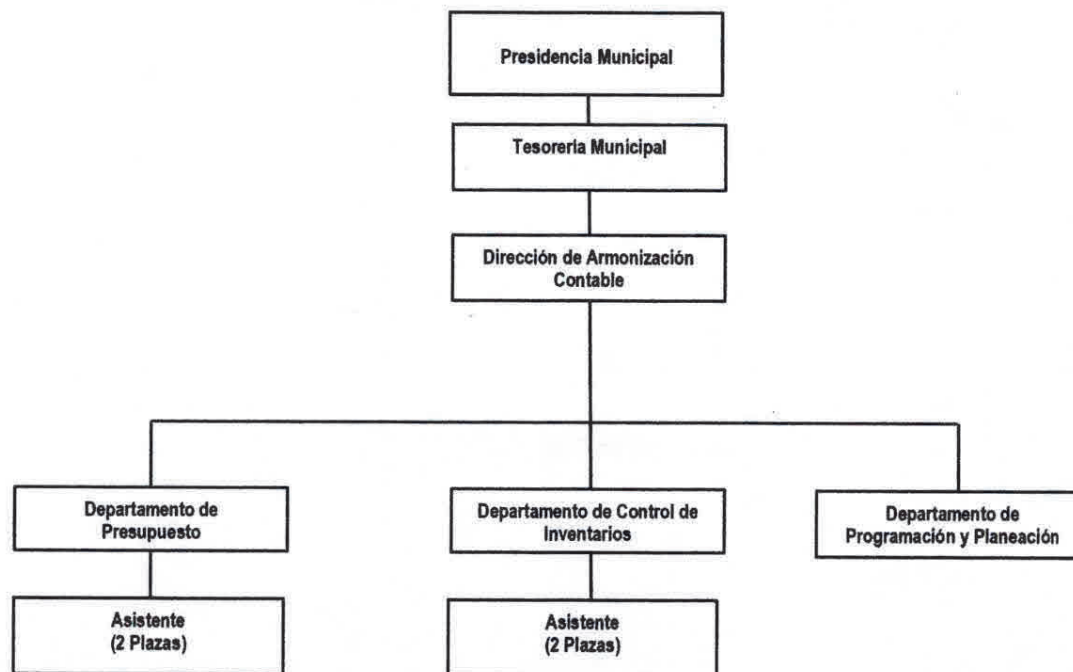 Presidencia Municipal
Tesorería Municipal
Dirección de Armonización
Contable
Departamento de
Presupuesto
Departamento de Control de
Inventarios
Departamento de
Programación y Planeación
Asistente
(2 Plazas)
Asistente
(2 Plazas)